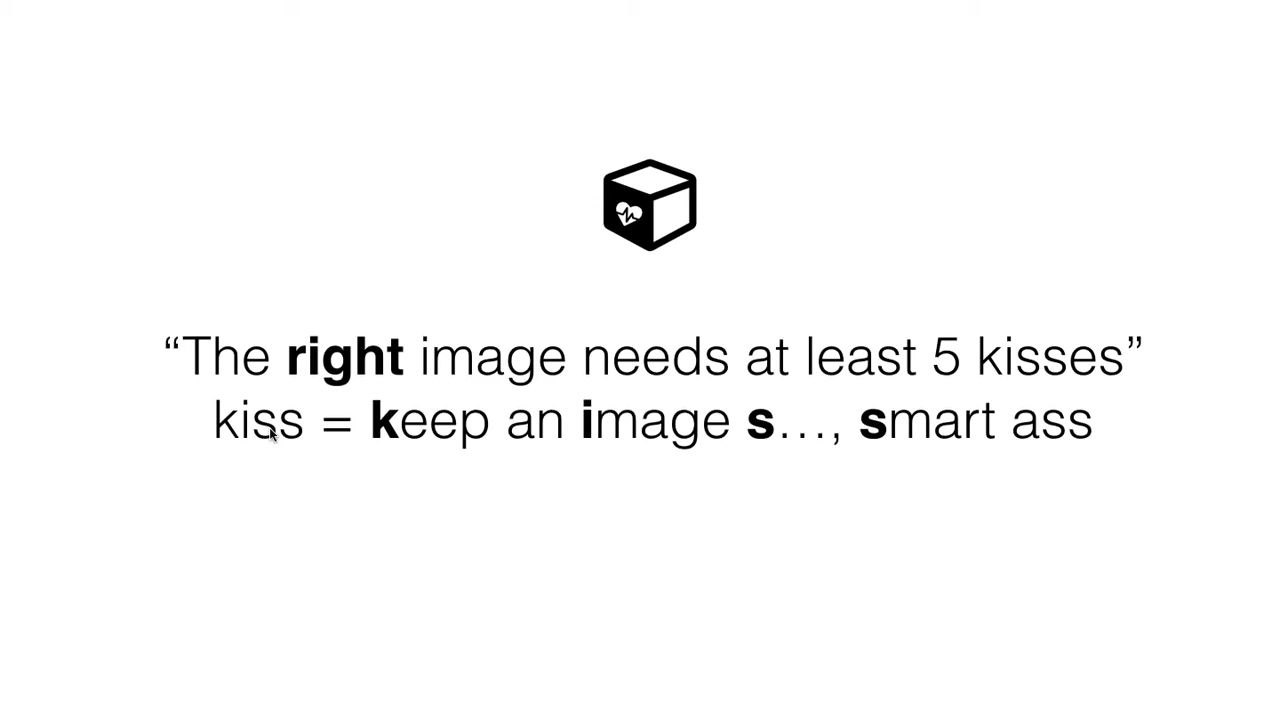 “The right image needs at least 5 kisses”
kiss = keep an image s…, smart ass